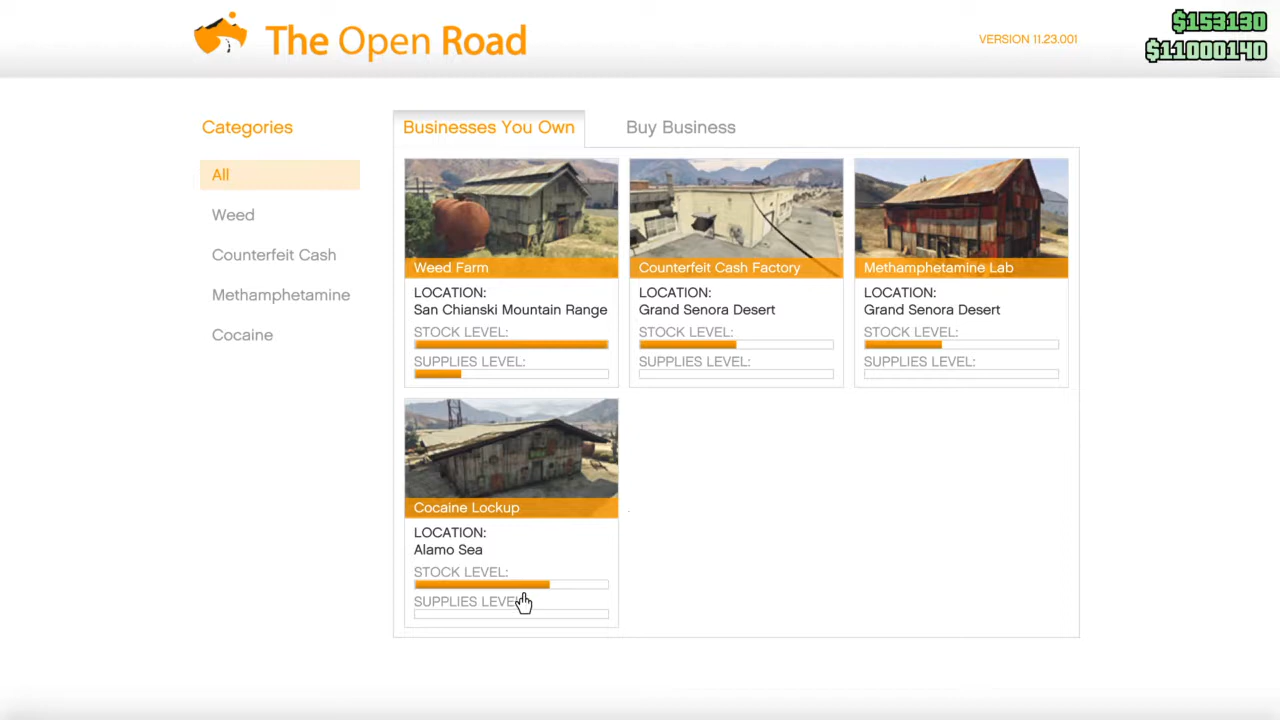 The Open Road
VERSION 11.23.001
$153130
$11000140
Categories
All
Weed
Counterfeit Cash
Methamphetamine
Cocaine
Businesses You Own
Buy Business
Weed Farm
LOCATION:
San Chianski Mountain Range
STOCK LEVEL:
SUPPLIES LEVEL:
Counterfeit Cash Factory
LOCATION:
Grand Senora Desert
STOCK LEVEL:
SUPPLIES LEVEL:
Methamphetamine Lab
LOCATION:
Grand Senora Desert
STOCK LEVEL:
SUPPLIES LEVEL:
Cocaine Lockup
LOCATION:
Alamo Sea
STOCK LEVEL:
SUPPLIES LEVEL: